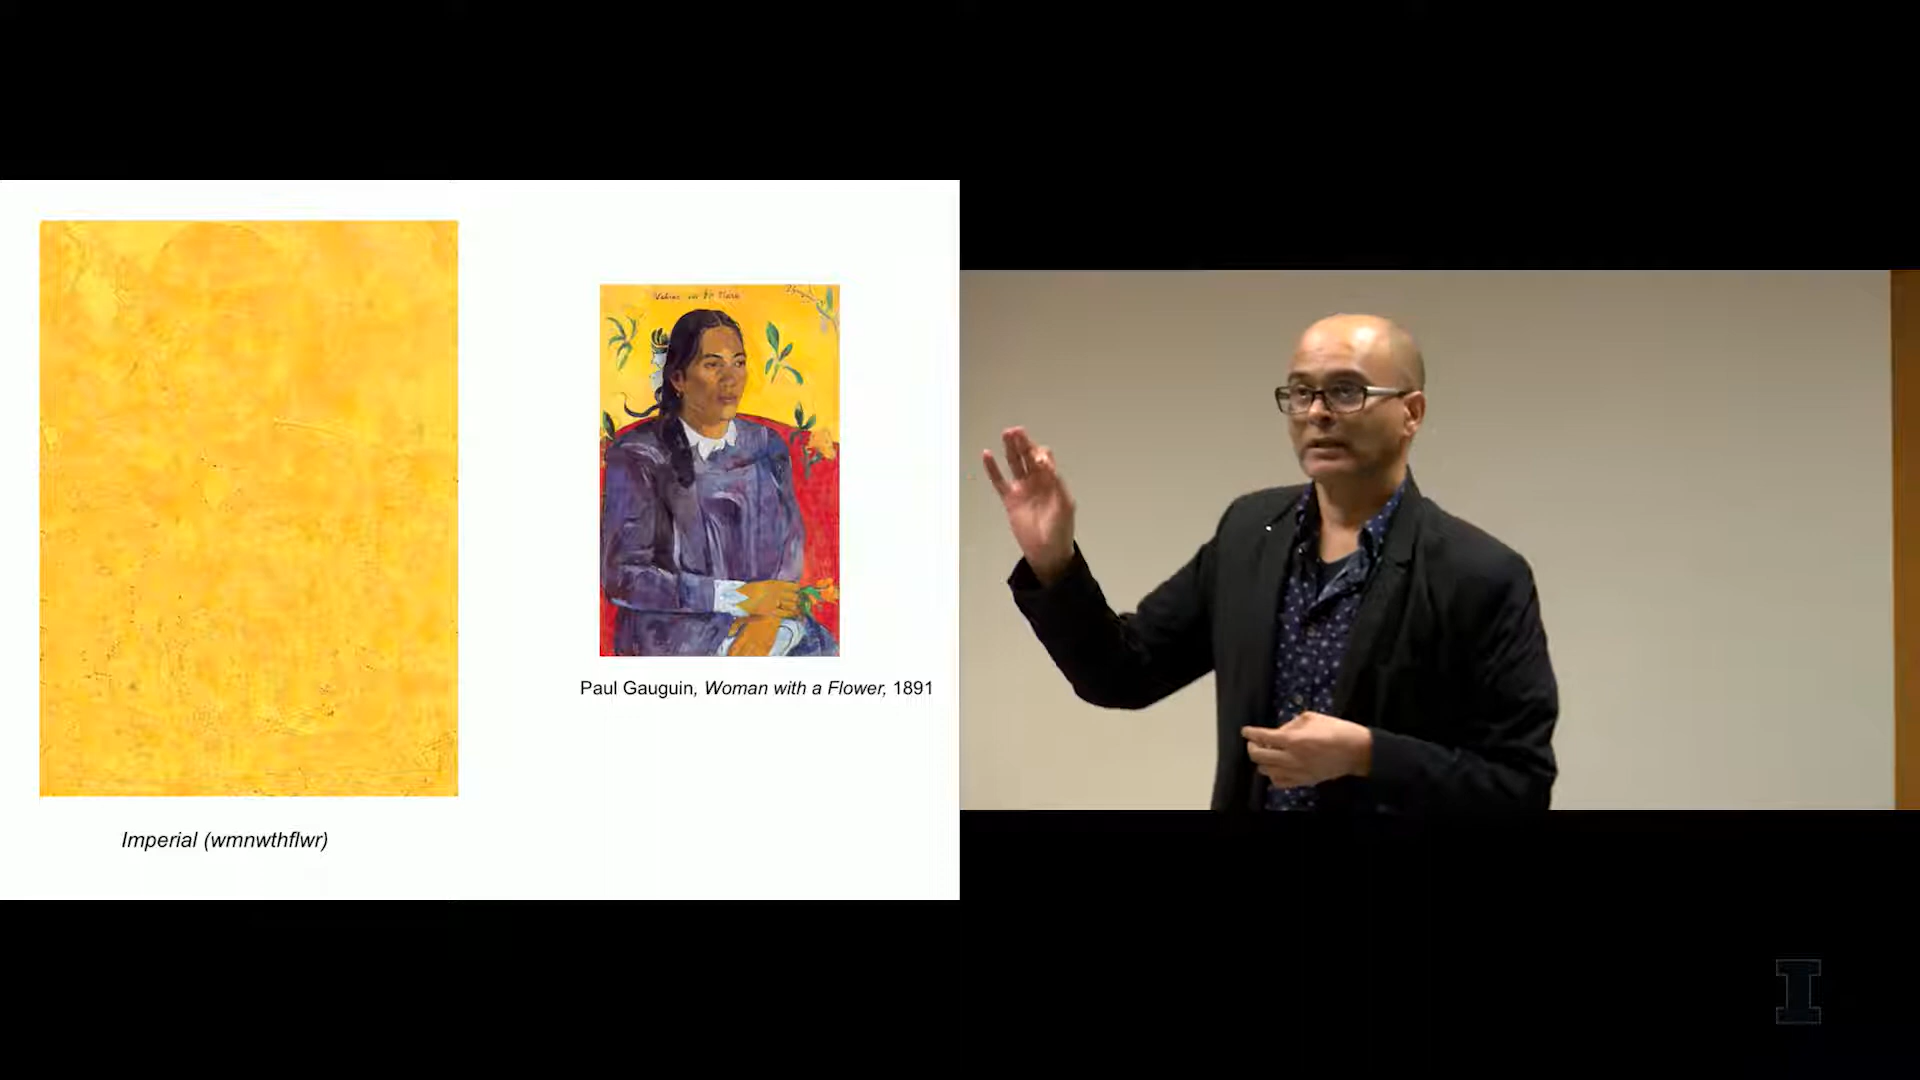 Imperial (wmnwthflwr)
Paul Gauguin, Woman with a Flower, 1891